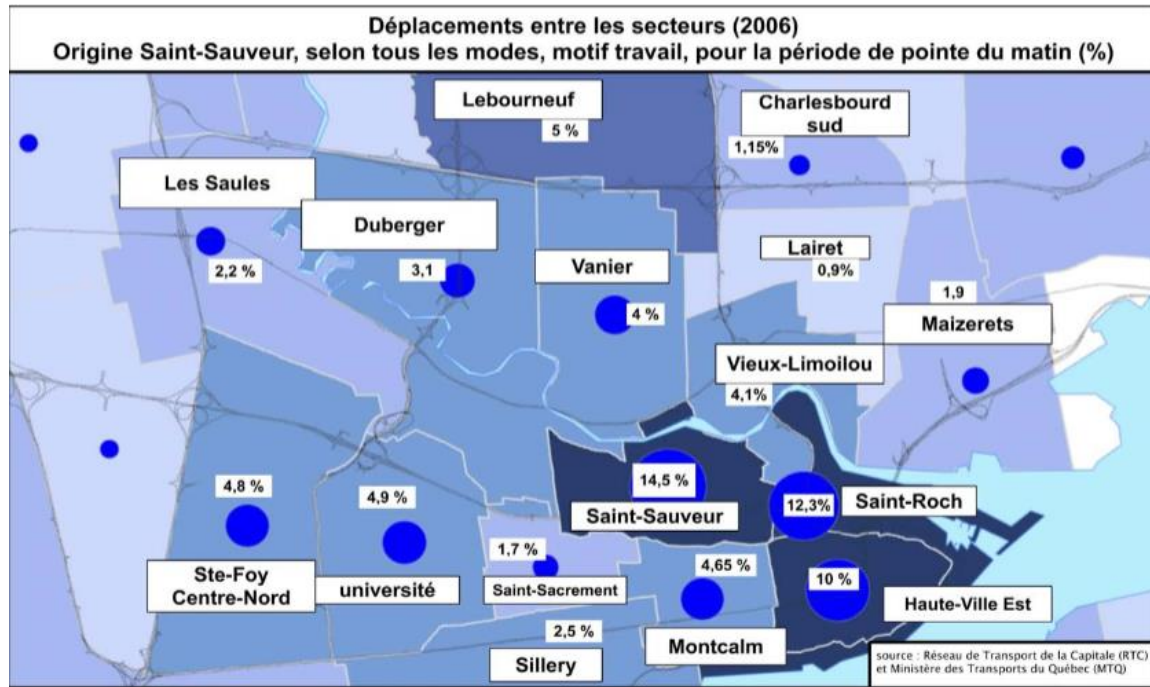 Déplacements entre les secteurs (2006)
Origine Saint-Sauveur, selon tous les modes, motif travail, pour la période de pointe du matin (%)
Lebourneuf
5 %
Charlesbourd
sud
1,15%
Les Saules
2,2 %
Duberger
3,1
Vanier
4 %
Lairet
0,9%
1,9
Maizerets
Vieux-Limoilou
4,1%
14,5 %
Saint-Sauveur
12,3%
Saint-Roch
4,8 %
Ste-Foy
Centre-Nord
4,9 %
université
1,7 %
Saint-Sacrement
4,65 %
Montcalm
10 %
Haute-Ville Est
2,5 %
Sillery
source : Réseau de Transport de la Capitale (RTC)
et Ministère des Transports du Québec (MTQ)